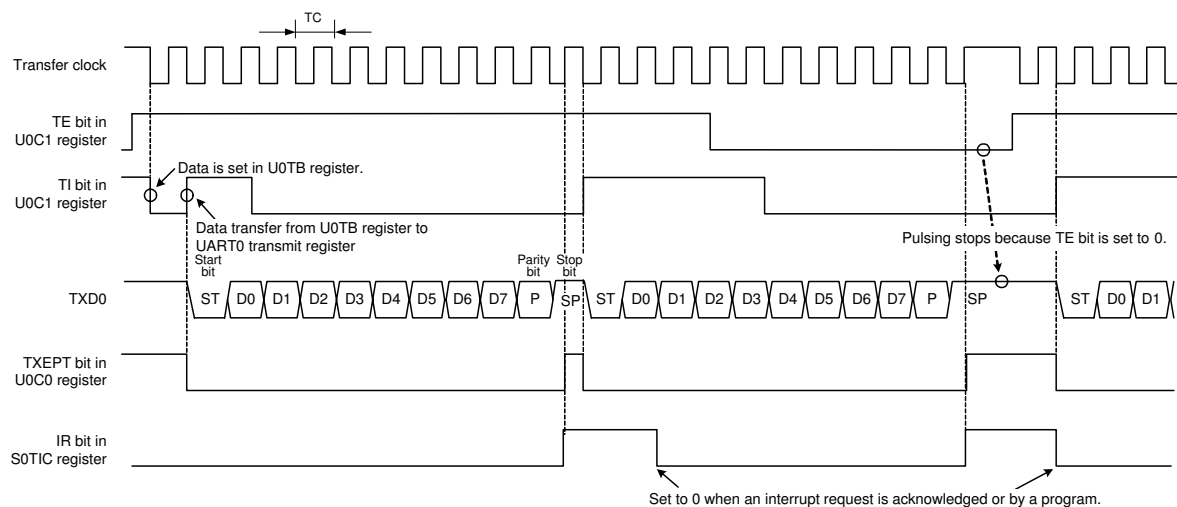 TC
Transfer clock
TE bit in
U0C1 register
Data is set in U0TB register.
TI bit in
U0C1 register
Data transfer from U0TB register to
UART0 transmit register
Pulsing stops because TE bit is set to 0.
Start
bit
Parity
bit
Stop
bit
TXD0
ST D0 D1 D2 D3 D4 D5 D6 D7 P SP ST D0 D1 D2 D3 D4 D5 D6 D7 P SP ST D0 D1
TXEPT bit in
U0C0 register
IR bit in
S0TIC register
Set to 0 when an interrupt request is acknowledged or by a program.